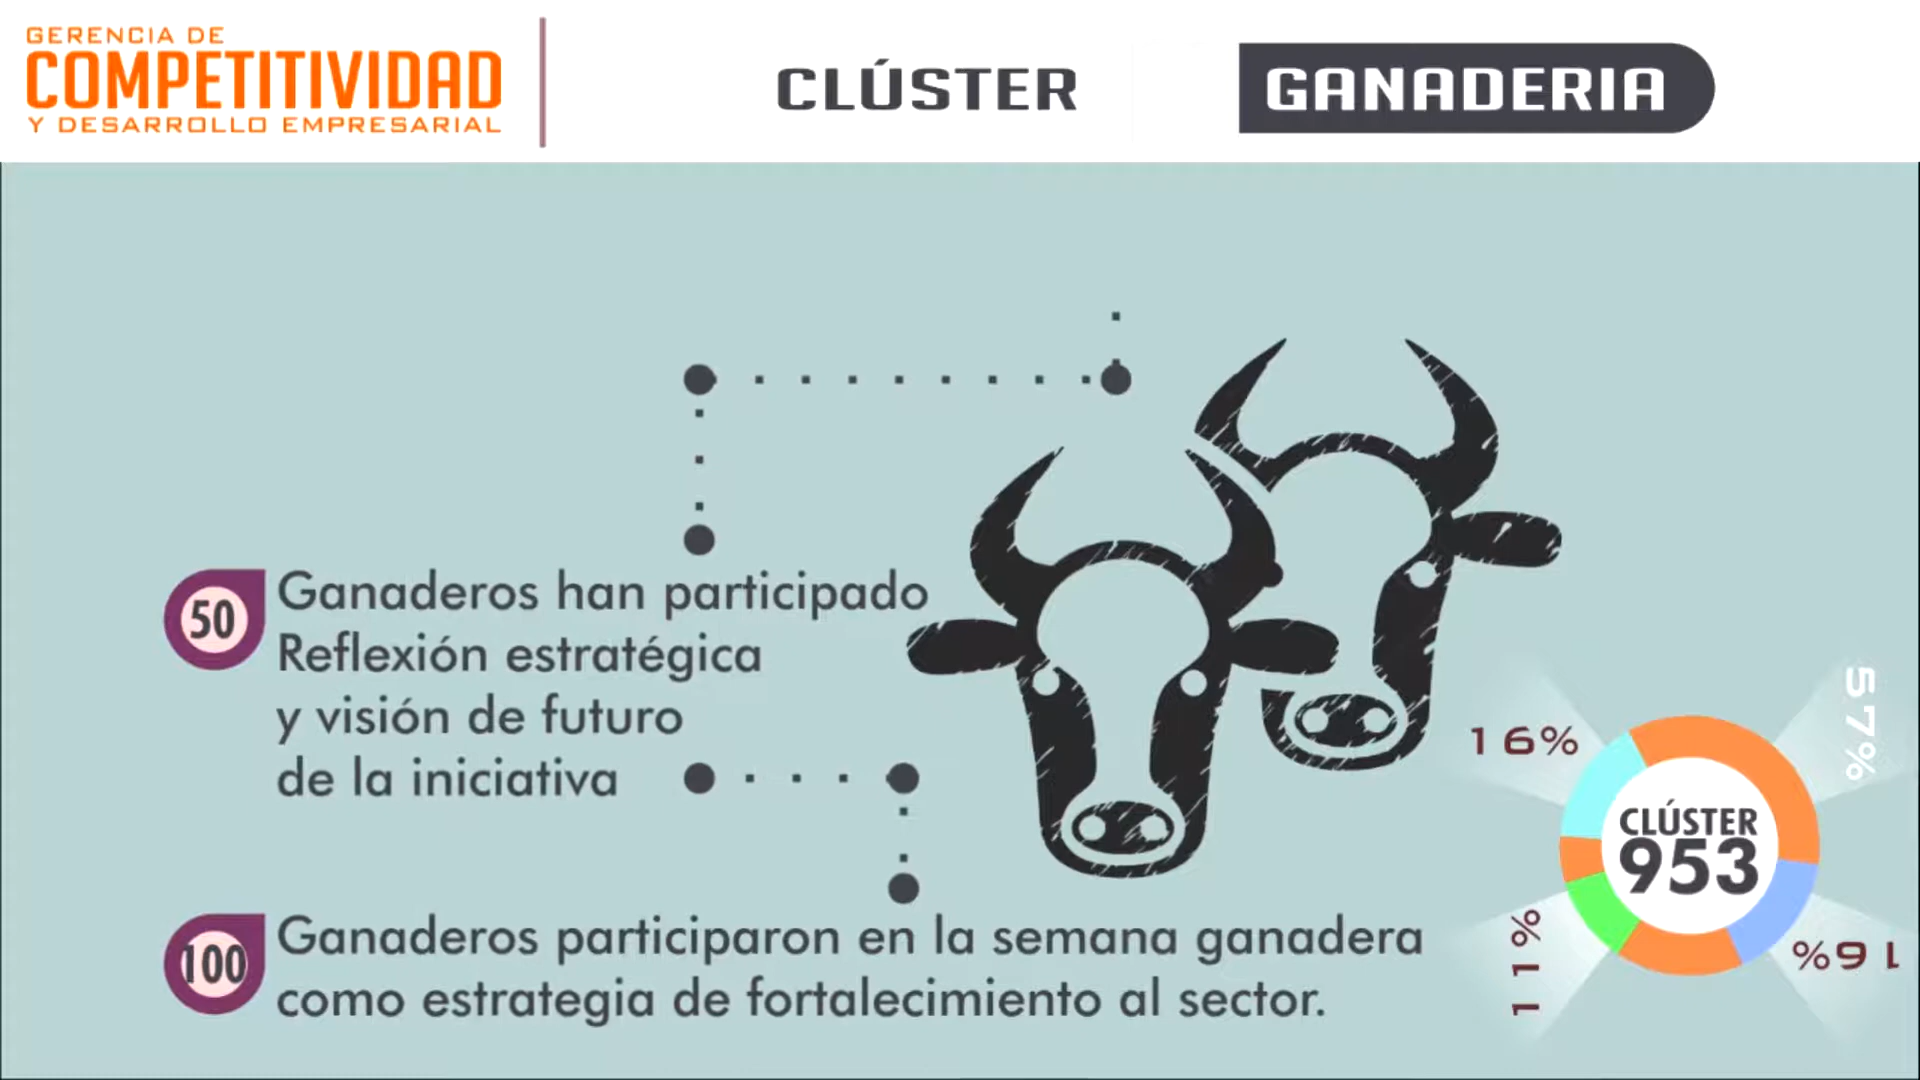 GERENCIA DE
COMPETITIVIDAD
Y DESARROLLO EMPRESARIAL
CLÚSTER
GANADERIA
50
Ganaderos han participado
Reflexión estratégica
y visión de futuro
de la iniciativa
100
Ganaderos participaron en la semana ganadera
como estrategia de fortalecimiento al sector.
16%
57%
CLÚSTER
953
11%
16%